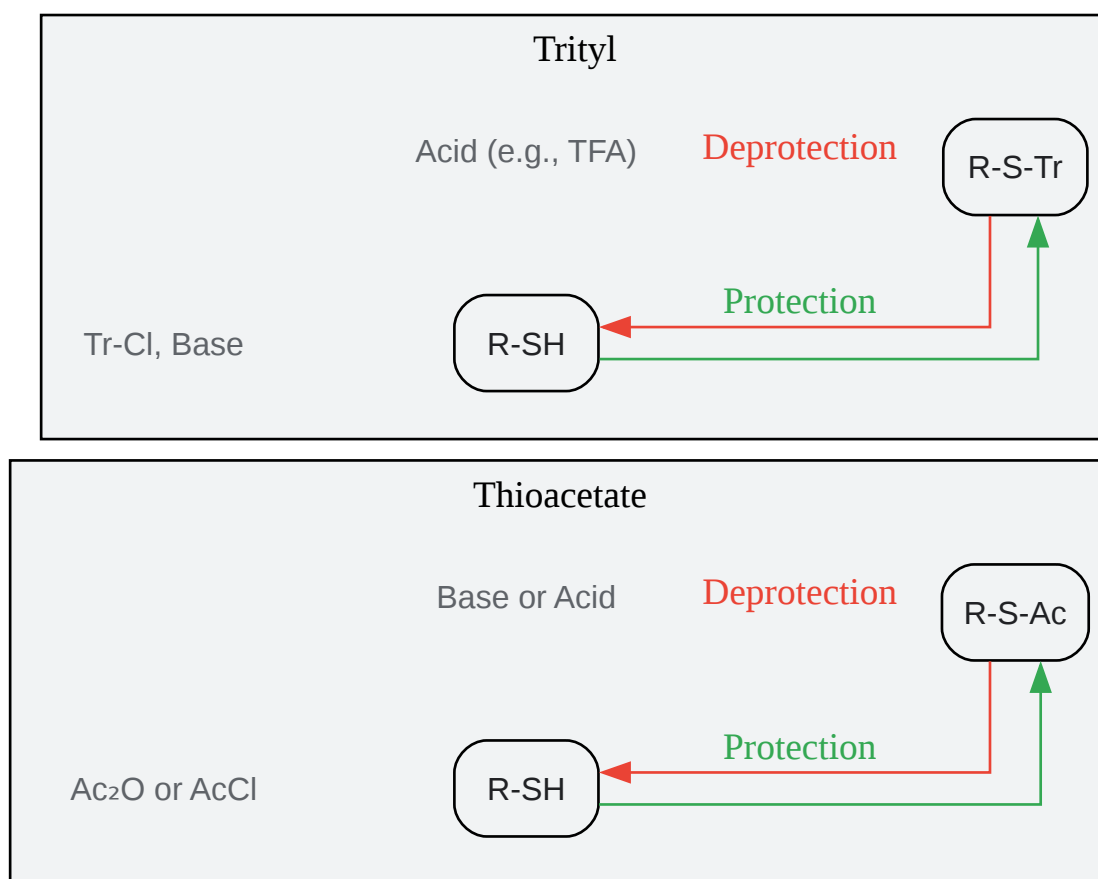 Trityl
Acid (e.g., TFA)
Deprotection
R-S-Tr
Protection
Tr-Cl, Base
R-SH
Thioacetate
Base or Acid
Deprotection
R-S-Ac
Protection
Ac₂O or AcCl
R-SH